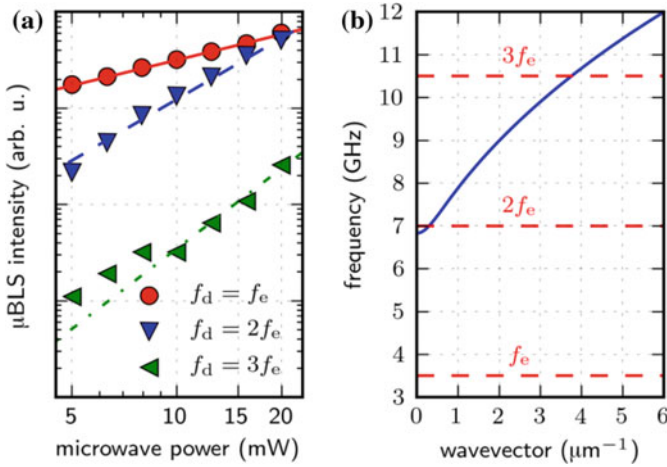 (a)
μBLS intensity (arb. u.)
f_d = f_e
f_d = 2f_e
f_d = 3f_e
5 10 15 20
microwave power (mW)
(b)
frequency (GHz)
12
11
10
9
8
7
6
5
4
3
3f_e
2f_e
f_e
0 1 2 3 4 5 6
wavevector (μm⁻¹)